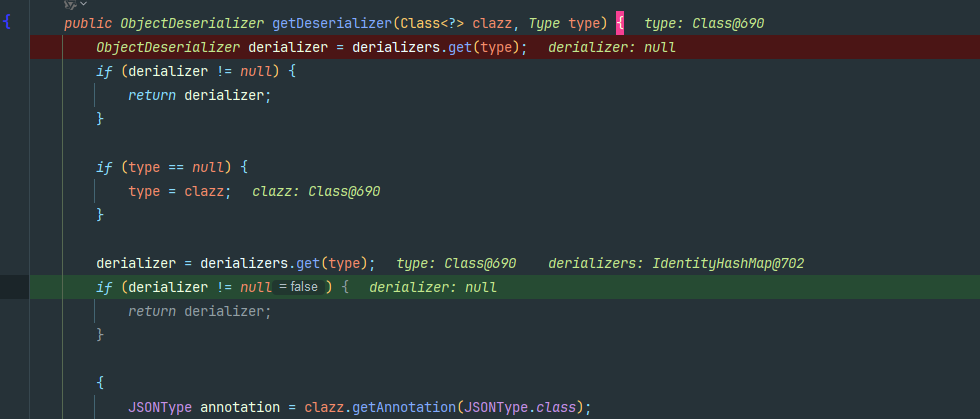 public ObjectDeserializer getDeserializer(Class<?> clazz, Type type) { type: Class@690
ObjectDeserializer derializer = derializers.get(type); derializer: null
if (derializer != null) {
return derializer;
}
if (type == null) {
type = clazz; clazz: Class@690
}
derializer = derializers.get(type); type: Class@690 derializers: IdentityHashMap@702
if (derializer != null = false ) { derializer: null
return derializer;
}
{
JSONType annotation = clazz.getAnnotation(JSONType.class);